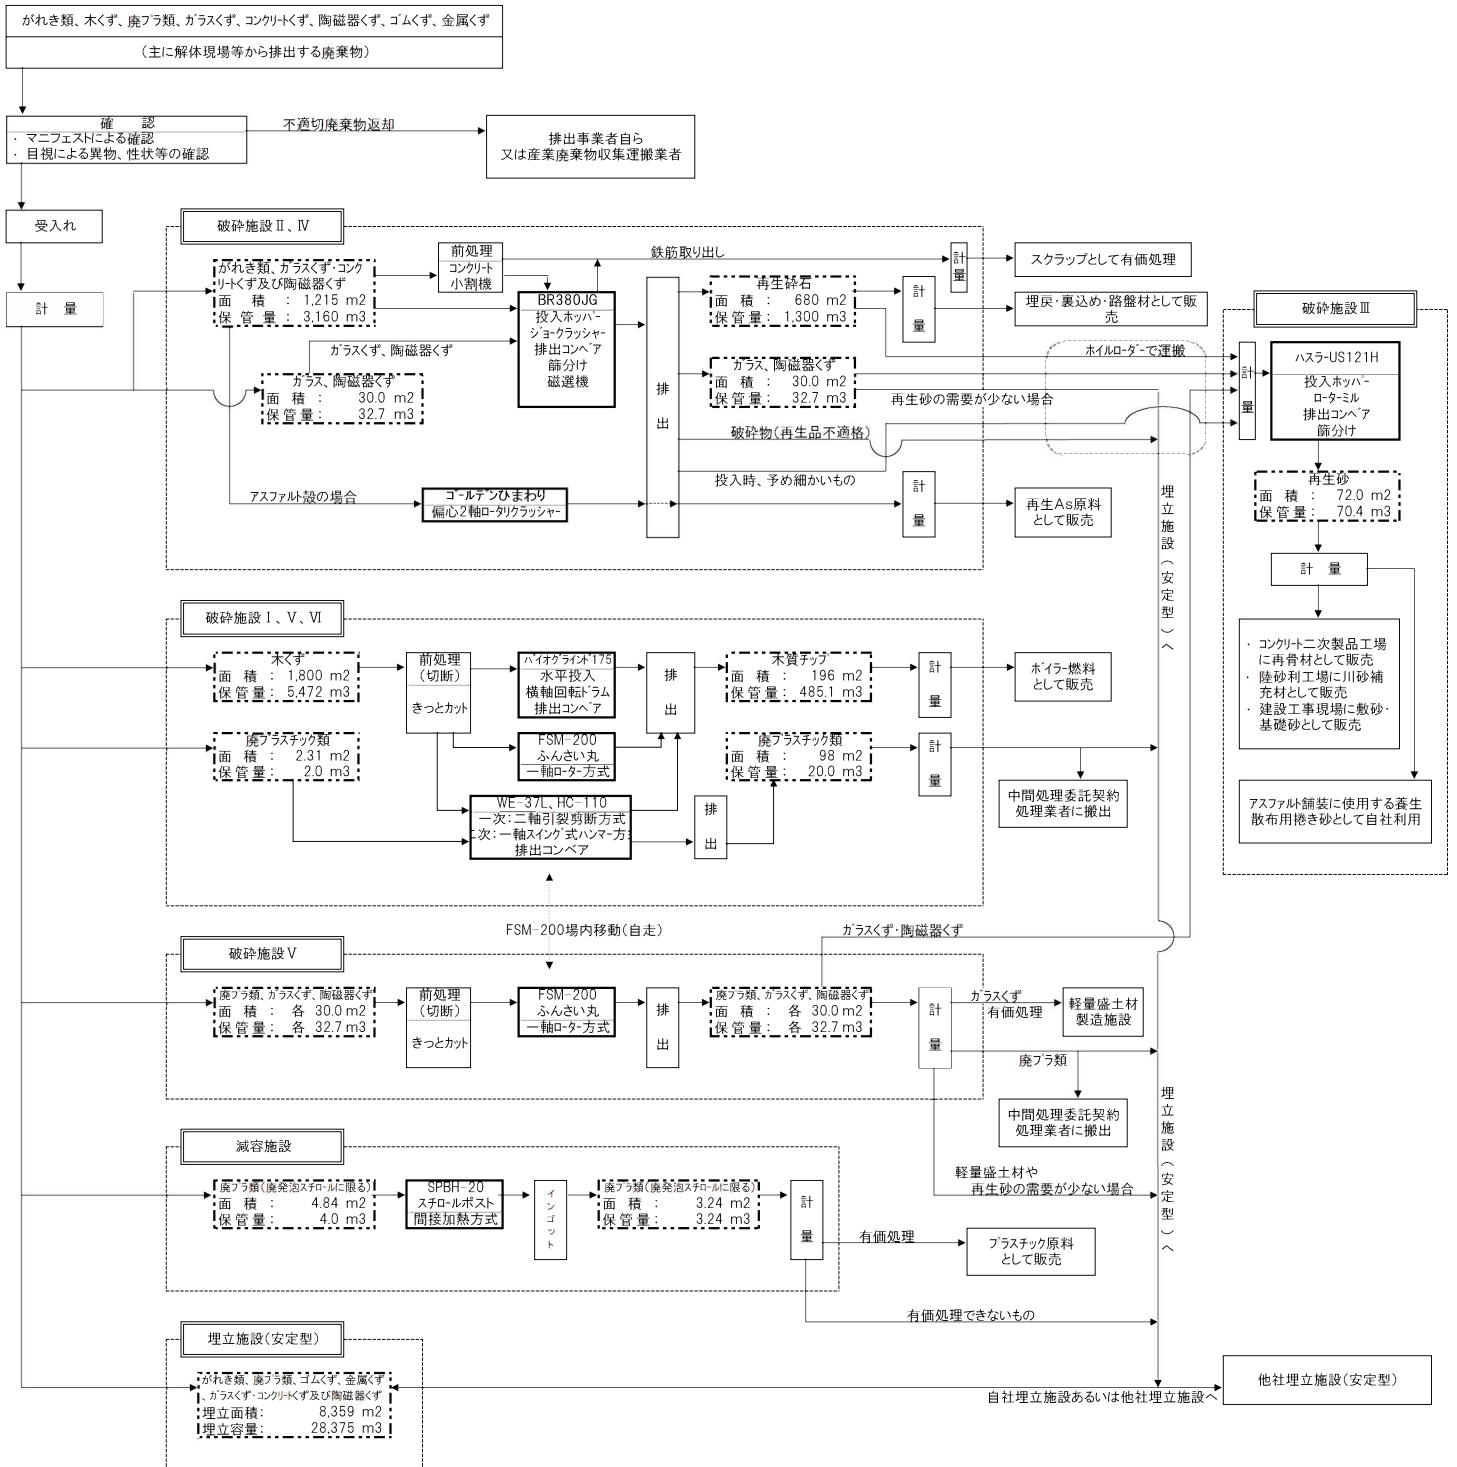 がれき類、木くず、廃プラ類、ガラスくず、コンクリートくず、陶磁器くず、ゴムくず、金属くず
（主に解体現場等から排出する廃棄物）
確　認
・ マニフェストによる確認
・ 目視による異物、性状等の確認
不適切廃棄物返却
排出事業者自ら
又は産業廃棄物収集運搬業者
受入れ
計　量
破砕施設Ⅱ、Ⅳ
がれき類、ガラスくず・コンク
リートくず及び陶磁器くず
面　積　： 1,215 m2
保 管 量 ： 3,160 m3
前処理
コンクリート
小割機
鉄筋取り出し
計量
スクラップとして有価処理
BR380JG
投入ホッパー
ジョークラッシャー
排出コンベア
篩分け
磁選機
ガラスくず、陶磁器くず
ガラス、陶磁器くず
面　積　： 30.0 m2
保管量： 32.7 m3
排出
再生砕石
面　積　： 680 m2
保管量： 1,300 m3
計量
埋戻・裏込め・路盤材として販
売
ガラス、陶磁器くず
面　積　： 30.0 m2
保管量： 32.7 m3
ホイルローダーで運搬
再生砂の需要が少ない場合
破砕物（再生品不適格）
投入時、予め細かいもの
アスファルト殻の場合
ゴールデンひまわり
偏心２軸ロータリクラッシャー
計量
再生As原料
として販売
埋立施設（安定型）へ
破砕施設Ⅲ
計量
ハスラーUS121H
投入ホッパー
ローターミル
排出コンベア
篩分け
再生砂
面　積　： 72.0 m2
保管量： 70.4 m3
計　量
・ コンクリート二次製品工場
に再骨材として販売
・ 陸砂利工場に川砂補
充材として販売
・ 建設工事現場に敷砂・
基礎砂として販売
アスファルト舗装に使用する養生
散布用捲き砂として自社利用
破砕施設Ⅰ、Ⅴ、Ⅵ
木くず
面　積　： 1,800 m2
保管量： 5,472 m3
前処理
（切断）
きっとカット
バイオグラインド175
水平投入
横軸回転ドラム
排出コンベア
排出
木質チップ
面　積　： 196 m2
保管量： 485.1 m3
計量
ボイラー燃料
として販売
廃プラスチック類
面　積　： 2.31 m2
保管量： 2.0 m3
FSM-200
ふんさい丸
一軸ローター方式
廃プラスチック類
面　積　： 98 m2
保管量： 20.0 m3
計量
中間処理委託契約
処理業者に搬出
WE-37L、HC-110
一次：二軸引裂剪断方式
次：一軸スイング式ハンマー方
排出コンベア
排出
FSM-200場内移動（自走）
破砕施設Ⅴ
廃プラ類、ガラスくず、陶磁器くず
面　積　： 各 30.0 m2
保管量： 各 32.7 m3
前処理
（切断）
きっとカット
FSM-200
ふんさい丸
一軸ローター方式
排出
ガラスくず・陶磁器くず
廃プラ類、ガラスくず、陶磁器くず
面　積　： 各 30.0 m2
保管量： 各 32.7 m3
計量
ガラスくず
有価処理
軽量盛土材
製造施設
廃プラ類
中間処理委託契約
処理業者に搬出
埋立施設（安定型）へ
軽量盛土材や
再生砂の需要が少ない場合
減容施設
廃プラ類（廃発泡スチロールに限る）
面　積　： 4.84 m2
保管量： 4.0 m3
SPBH-20
スチロールポスト
間接加熱方式
インゴット
廃プラ類（廃発泡スチロールに限る）
面　積　： 3.24 m2
保管量： 3.24 m3
計量
有価処理
プラスチック原料
として販売
有価処理できないもの
埋立施設（安定型）
がれき類、廃プラ類、ゴムくず、金属くず
、ガラスくず・コンクリートくず及び陶磁器くず
埋立面積： 8,359 m2
埋立容量： 28,375 m3
自社埋立施設あるいは他社埋立施設へ
他社埋立施設（安定型）